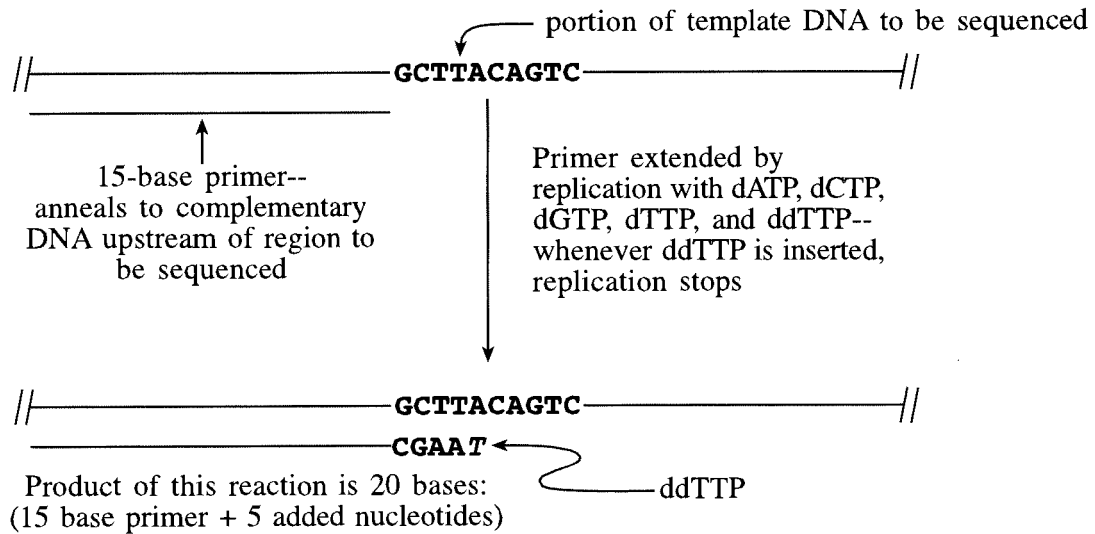 portion of template DNA to be sequenced
GCTTACAGTC
15-base primer--
anneals to complementary
DNA upstream of region to
be sequenced
Primer extended by
replication with dATP, dCTP,
dGTP, dTTP, and ddTTP--
whenever ddTTP is inserted,
replication stops
GCTTACAGTC
CGAAT
ddTTP
Product of this reaction is 20 bases:
(15 base primer + 5 added nucleotides)